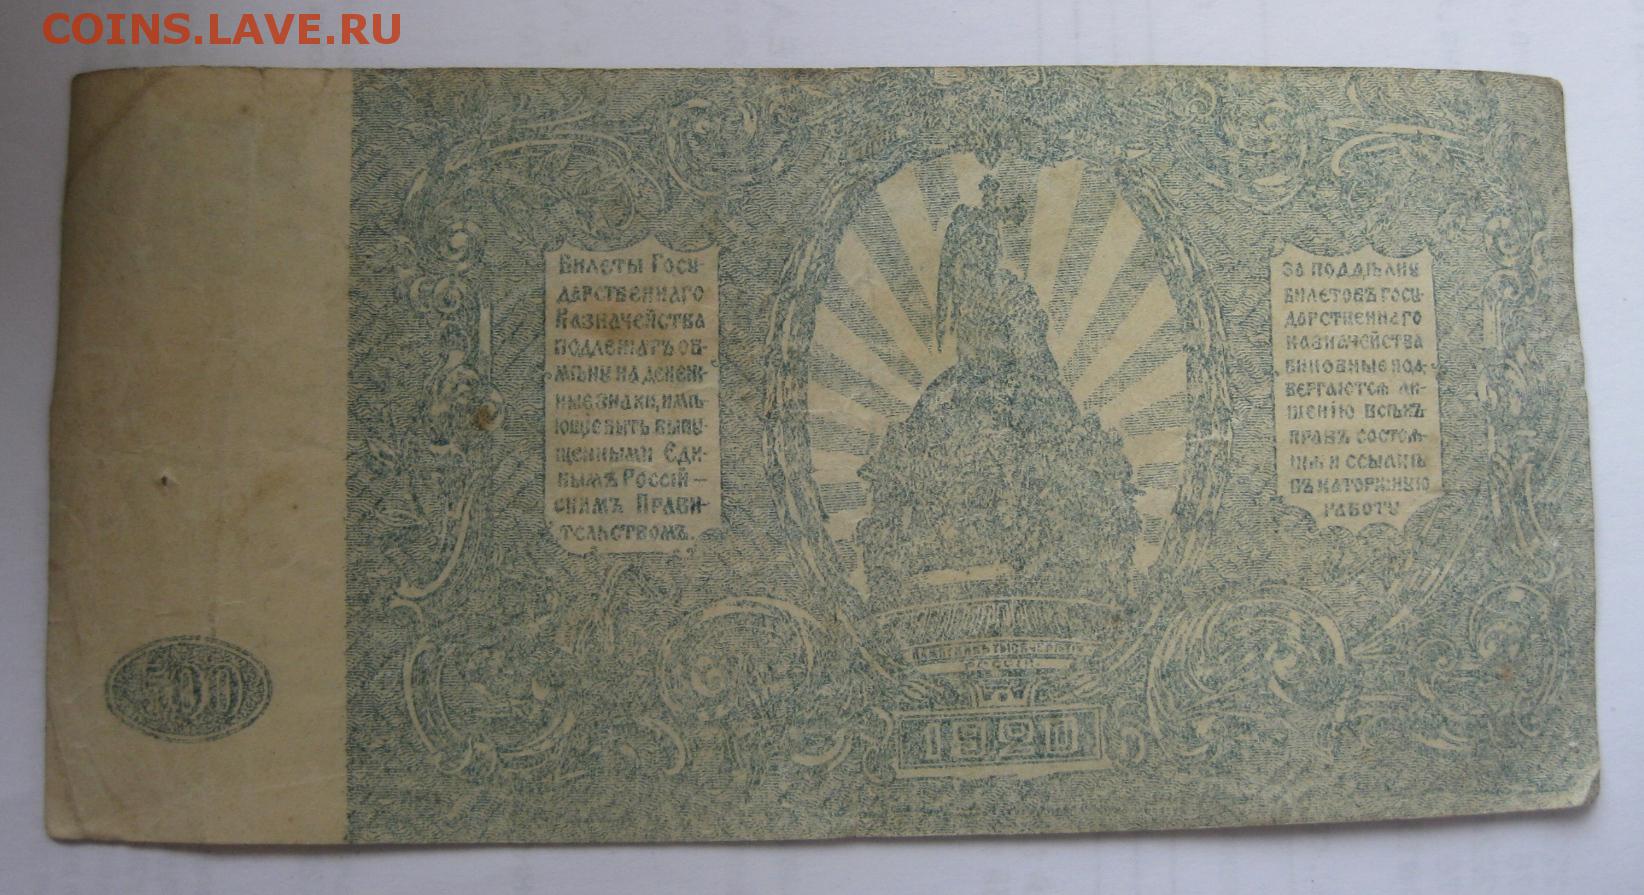 COINS.LAVE.RU
Билеты Госу-
дарственнаго
Казначейства
подлежатъ об-
мѣну на денеж-
ные знаки, имѣ-
ющіе быть выпу-
щенными Еди-
нымъ Россій-
скимъ Прави-
тельствомъ.
За поддѣлку
билетовъ Госу-
дарственнаго
Казначейства
виновные под-
вергаются ли-
шенію всѣхъ
правъ состоя-
нія и ссылкѣ
въ каторжную
работу
Россіи
500
1920